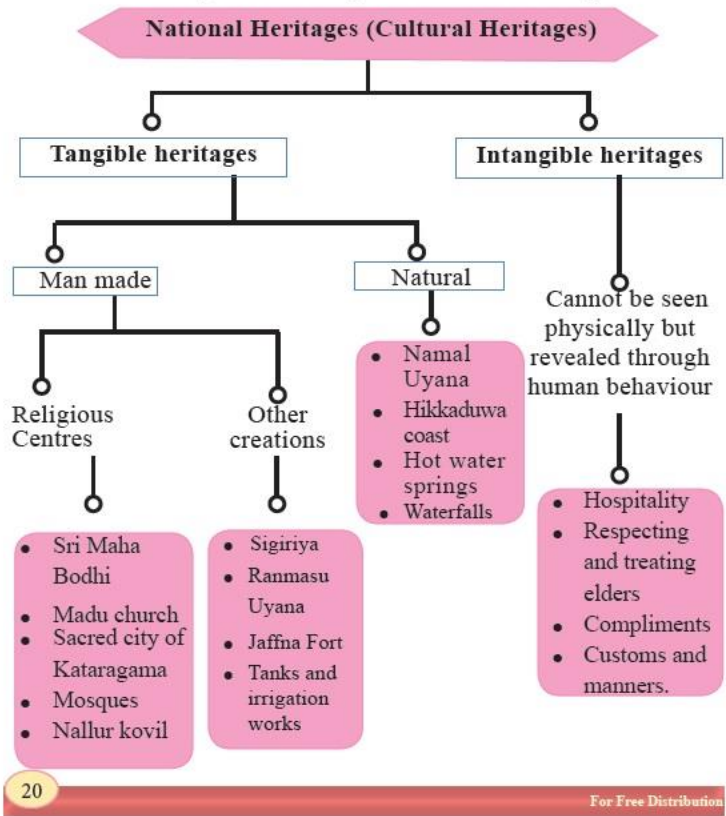 National Heritages (Cultural Heritages)
Tangible heritages
Intangible heritages
Man made
Natural
Cannot be seen
physically but
revealed through
human behaviour
Religious
Centres
Other
creations
• Namal
Uyana
• Hikkaduwa
coast
• Hot water
springs
• Waterfalls
• Sri Maha
Bodhi
• Madu church
• Sacred city of
Kataragama
• Mosques
• Nallur kovil
• Sigiriya
• Ranmasu
Uyana
• Jaffna Fort
• Tanks and
irrigation
works
• Hospitality
• Respecting
and treating
elders
• Compliments
• Customs and
manners.
20
For Free Distribution